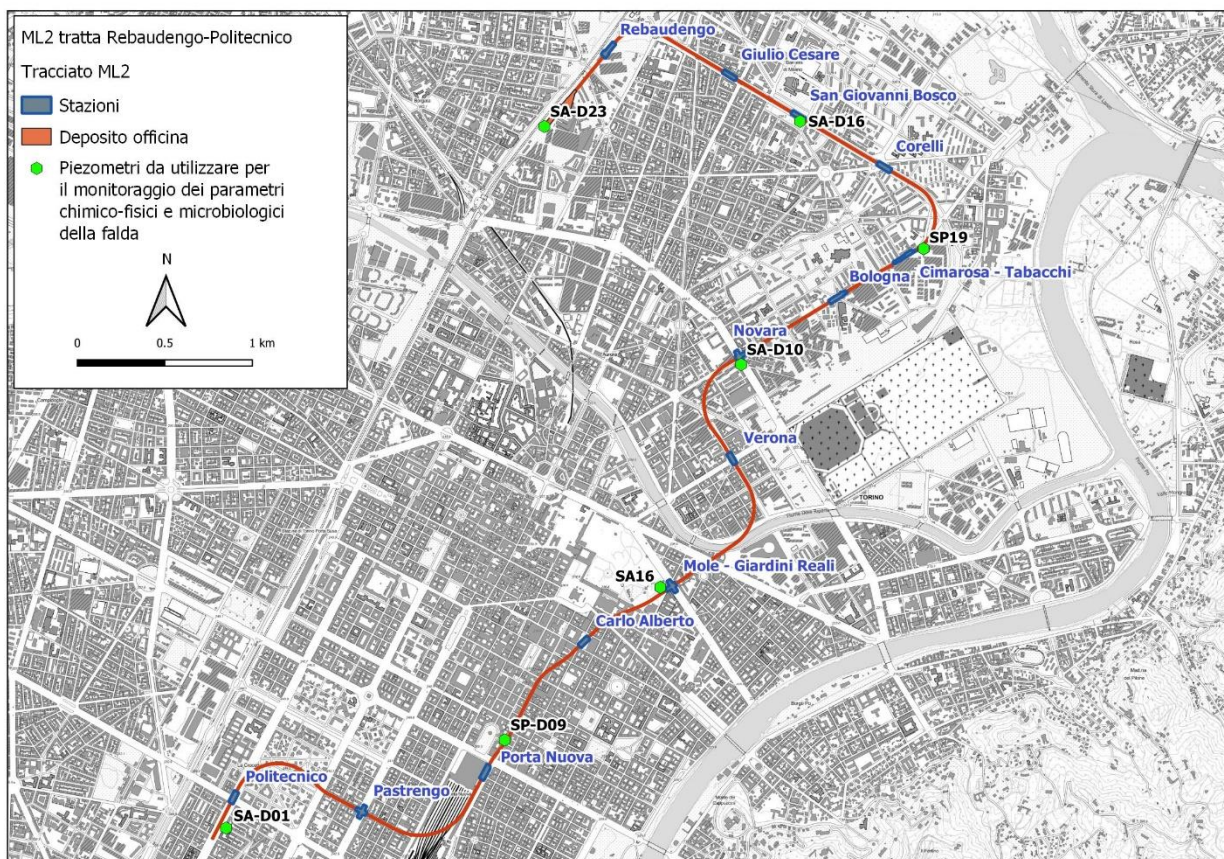 ML2 tratta Rebaudengo-Politecnico
Tracciato ML2
Stazioni
Deposito officina
Piezometri da utilizzare per
il monitoraggio dei parametri
chimico-fisici e microbiologici
della falda
N
0 0.5 1 km
Rebaudengo
Giulio Cesare
San Giovanni Bosco
SA-D23
SA-D16
Corelli
SP19
Bologna
Cimarosa - Tabacchi
Novara
SA-D10
Verona
TORINO
Mole - Giardini Reali
SA16
Carlo Alberto
SP-D09
Porta Nuova
Politecnico
Pastrengo
SA-D01